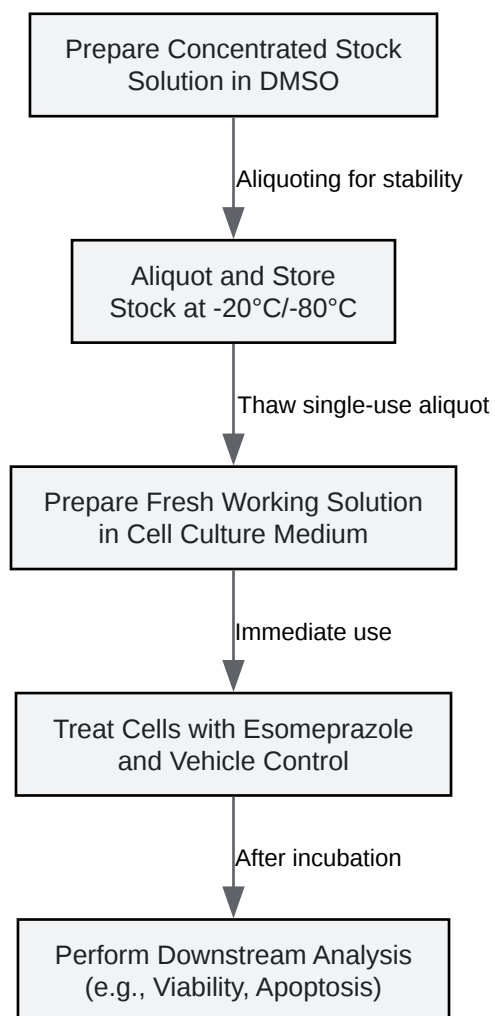 Prepare Concentrated Stock
Solution in DMSO
Aliquoting for stability
Aliquot and Store
Stock at -20°C/-80°C
Thaw single-use aliquot
Prepare Fresh Working Solution
in Cell Culture Medium
Immediate use
Treat Cells with Esomeprazole
and Vehicle Control
After incubation
Perform Downstream Analysis
(e.g., Viability, Apoptosis)